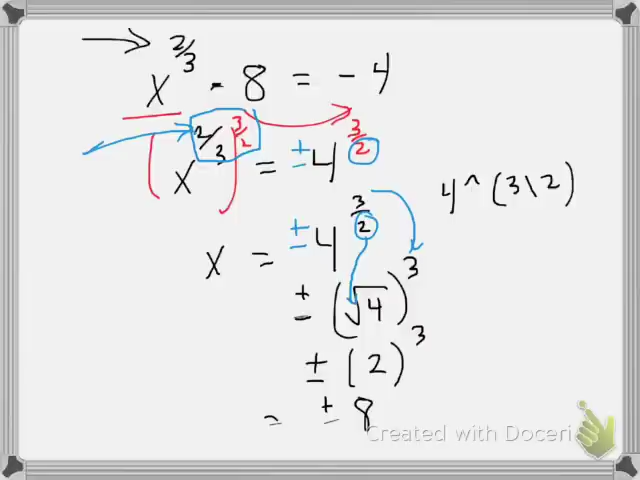 x^(2/3) - 8 = -4
(x^(2/3))^(3/2) = ±4^(3/2)
4^(3\2)
x = ±4^(3/2)
± (√4)^3
± (2)^3
= ± 8
Created with Doceri